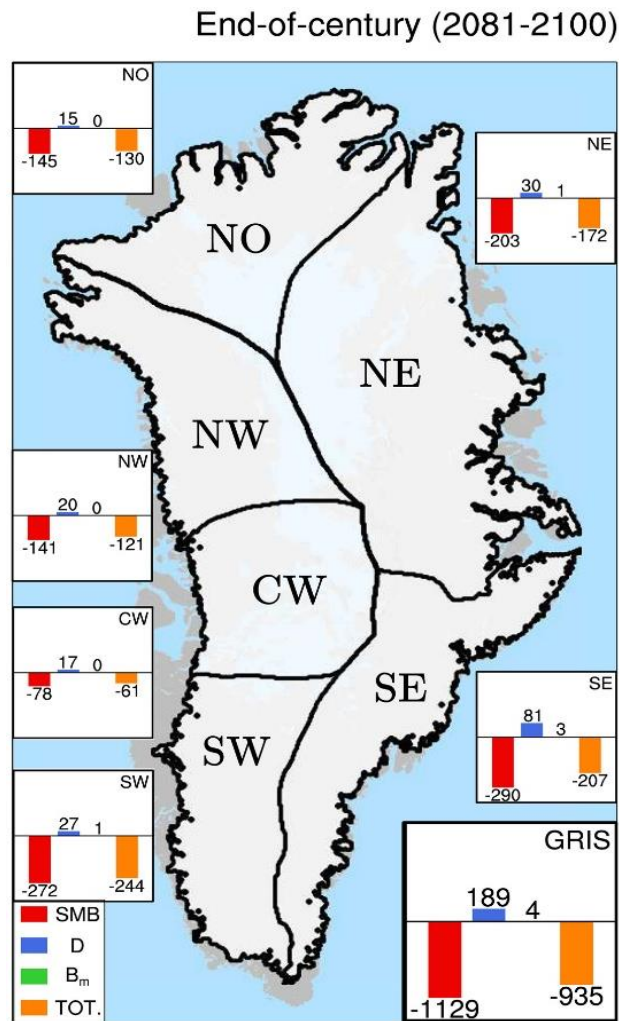 End-of-century (2081-2100)
NO
15 0
-145 -130
NE
30 1
-203 -172
NO
NE
NW
NW
20 0
-141 -121
CW
CW
17 0
-78 -61
SE
SE
81 3
-290 -207
SW
SW
27 1
-272 -244
GRIS
189 4
-1129 -935
SMB
D
Bm
TOT.